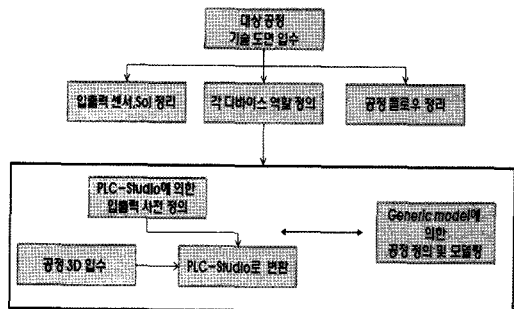 대상 공정
기술 도면 입수
입출력 센서,Sol 정리
각 디바이스 역할 정의
공정 플로우 정리
PLC-Studio에 의한
입출력 사전 정의
Generic model에
의한
공정 정의 및 모델링
공정 3D 입수
PLC-Studio로 변환